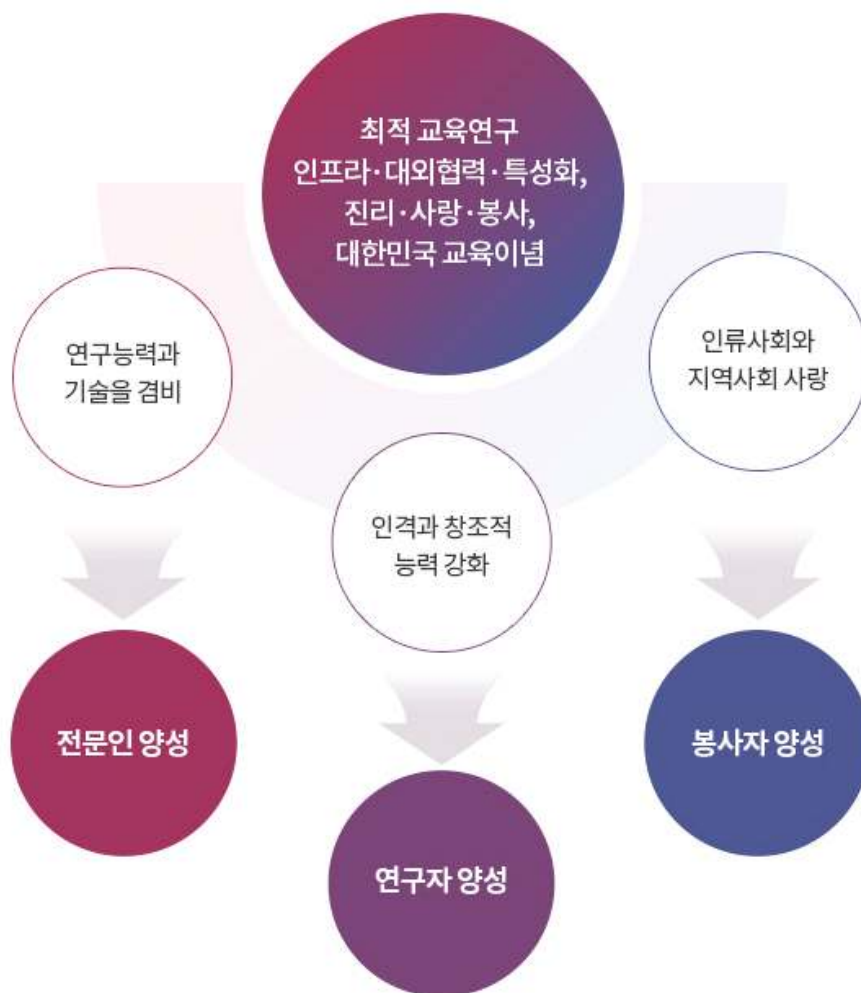 최적 교육연구
인프라·대외협력·특성화,
진리·사랑·봉사,
대한민국 교육이념
연구능력과
기술을 겸비
인격과 창조적
능력 강화
인류사회와
지역사회 사랑
전문인 양성
연구자 양성
봉사자 양성